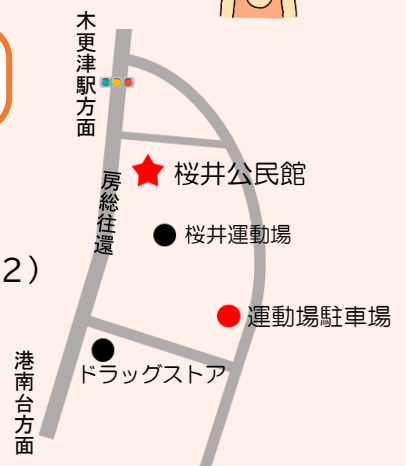 木更津駅方面
房総往還
桜井公民館
桜井運動場
2）
運動場駐車場
ドラッグストア
港南台方面